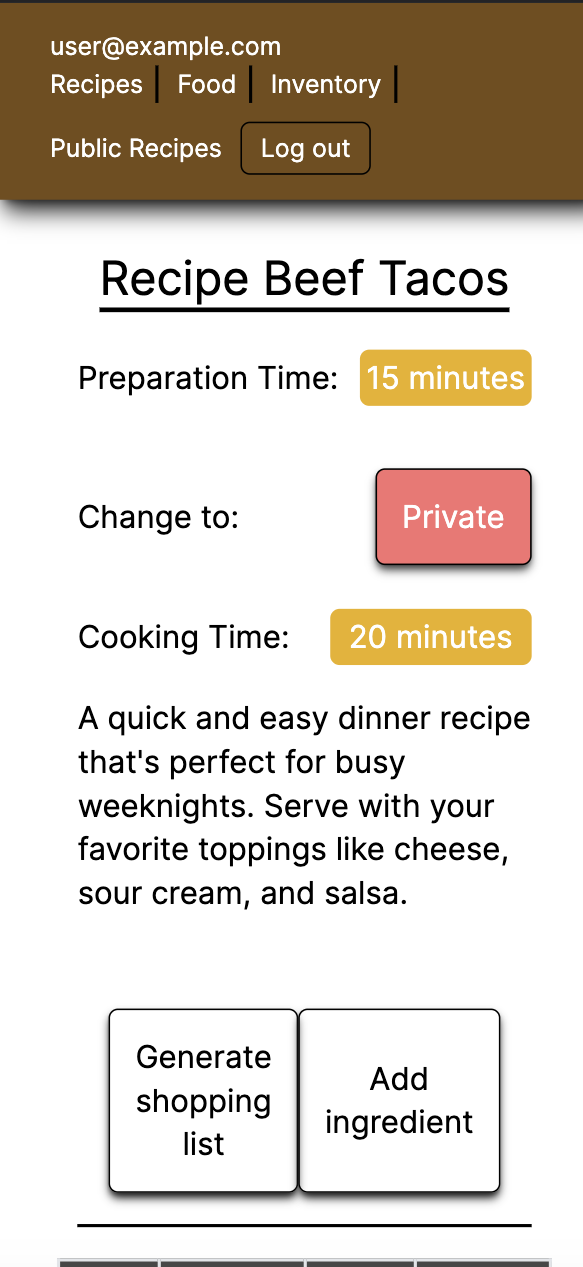 user@example.com
Recipes | Food | Inventory |
Public Recipes Log out
Recipe Beef Tacos
Preparation Time: 15 minutes
Change to: Private
Cooking Time: 20 minutes
A quick and easy dinner recipe
that's perfect for busy
weeknights. Serve with your
favorite toppings like cheese,
sour cream, and salsa.
Generate
shopping
list
Add
ingredient